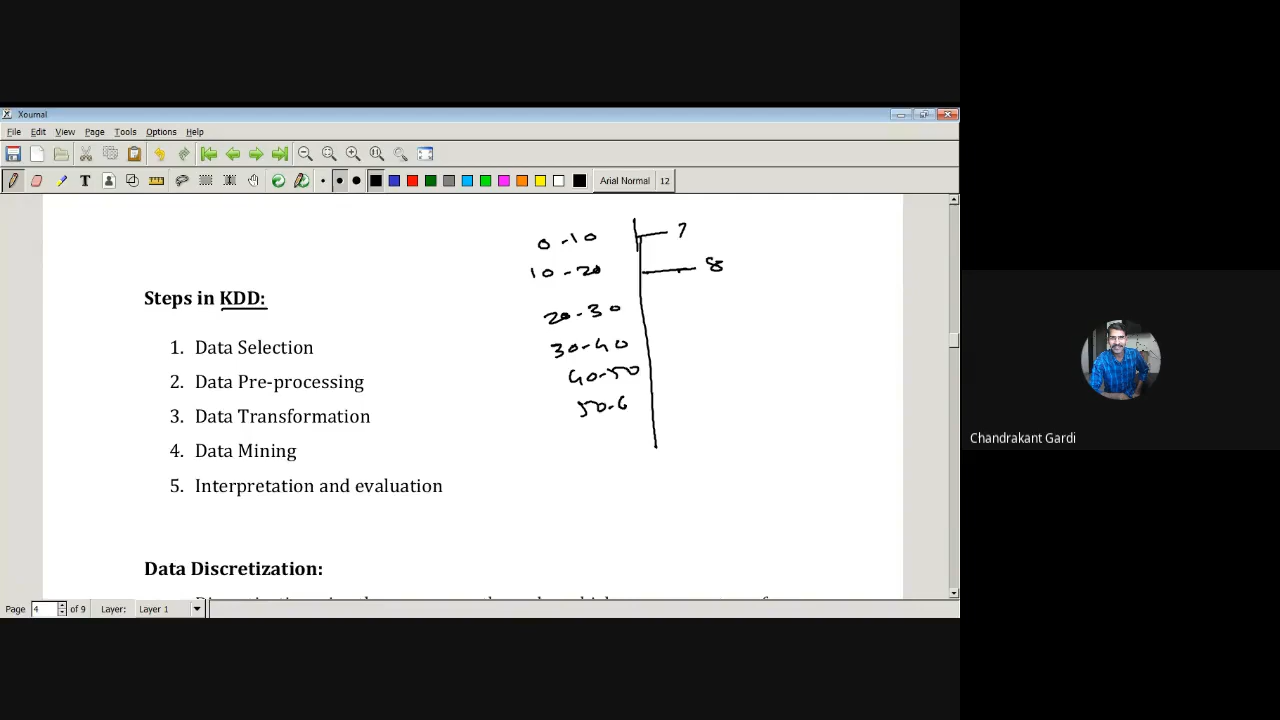 Xournal
File Edit View Page Tools Options Help
Arial Normal 12
0-10 7
10-20 8
20-30
30-40
40-50
50-6
Steps in KDD:
1. Data Selection
2. Data Pre-processing
3. Data Transformation
4. Data Mining
5. Interpretation and evaluation
Data Discretization:
Page 4 of 9 Layer: Layer 1
Chandrakant Gardi